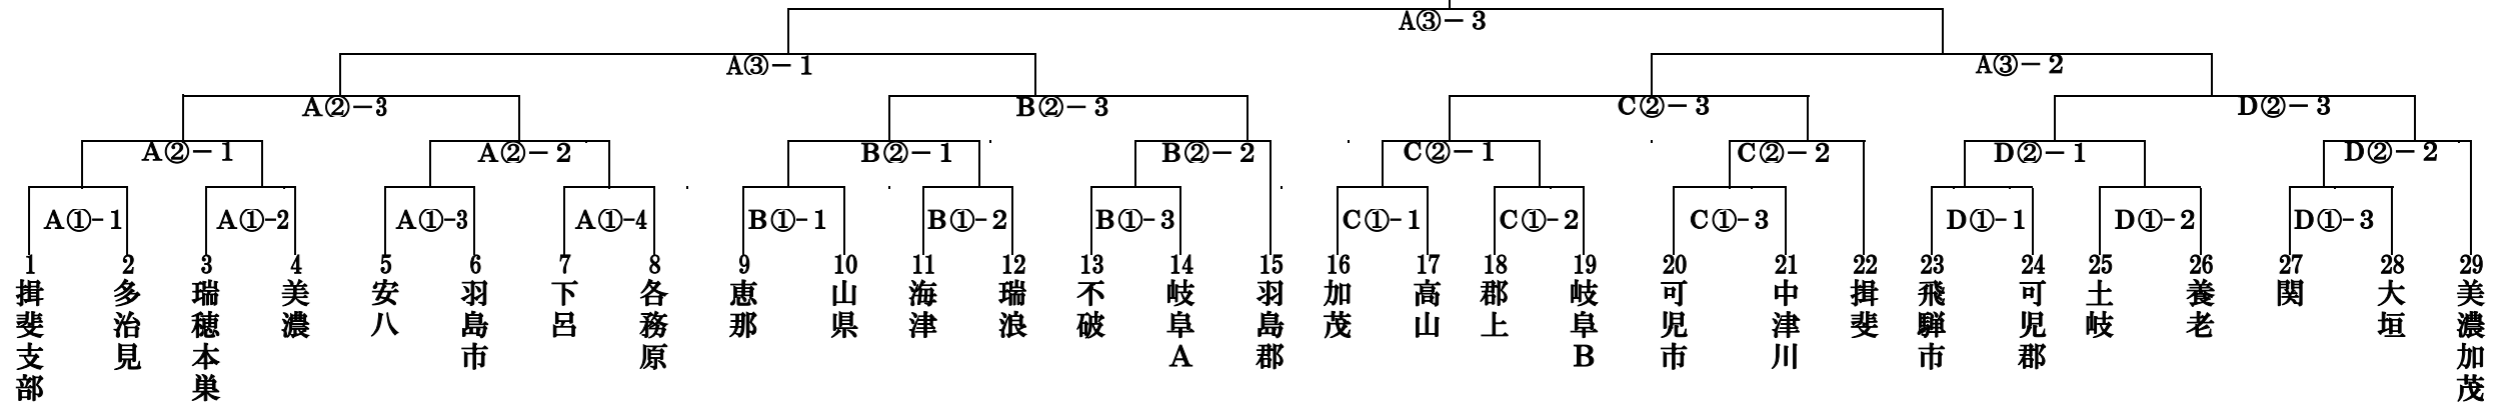 A③－3
A③－1
A③－2
A②－3
B②－3
C②－3
D②－3
A②－1
A②－2
B②－1
B②－2
C②－1
C②－2
D②－1
D②－2
A①-1
A①-2
A①-3
A①-4
B①-1
B①-2
B①-3
C①-1
C①-2
C①-3
D①-1
D①-2
D①-3
1
揖斐支部
2
多治見
3
瑞穂本巣
4
美濃
5
安八
6
羽島市
7
下呂
8
各務原
9
恵那
10
山県
11
海津
12
瑞浪
13
不破
14
岐阜A
15
羽島郡
16
加茂
17
高山
18
郡上
19
岐阜B
20
可児市
21
中津川
22
揖斐
23
飛騨市
24
可児郡
25
土岐
26
養老
27
関
28
大垣
29
美濃加茂